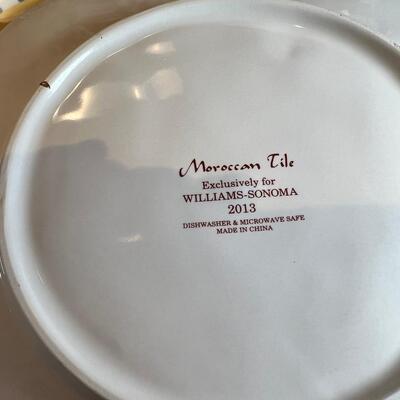 Moroccan Tile
Exclusively for
WILLIAMS-SONOMA
2013
DISHWASHER & MICROWAVE SAFE
MADE IN CHINA